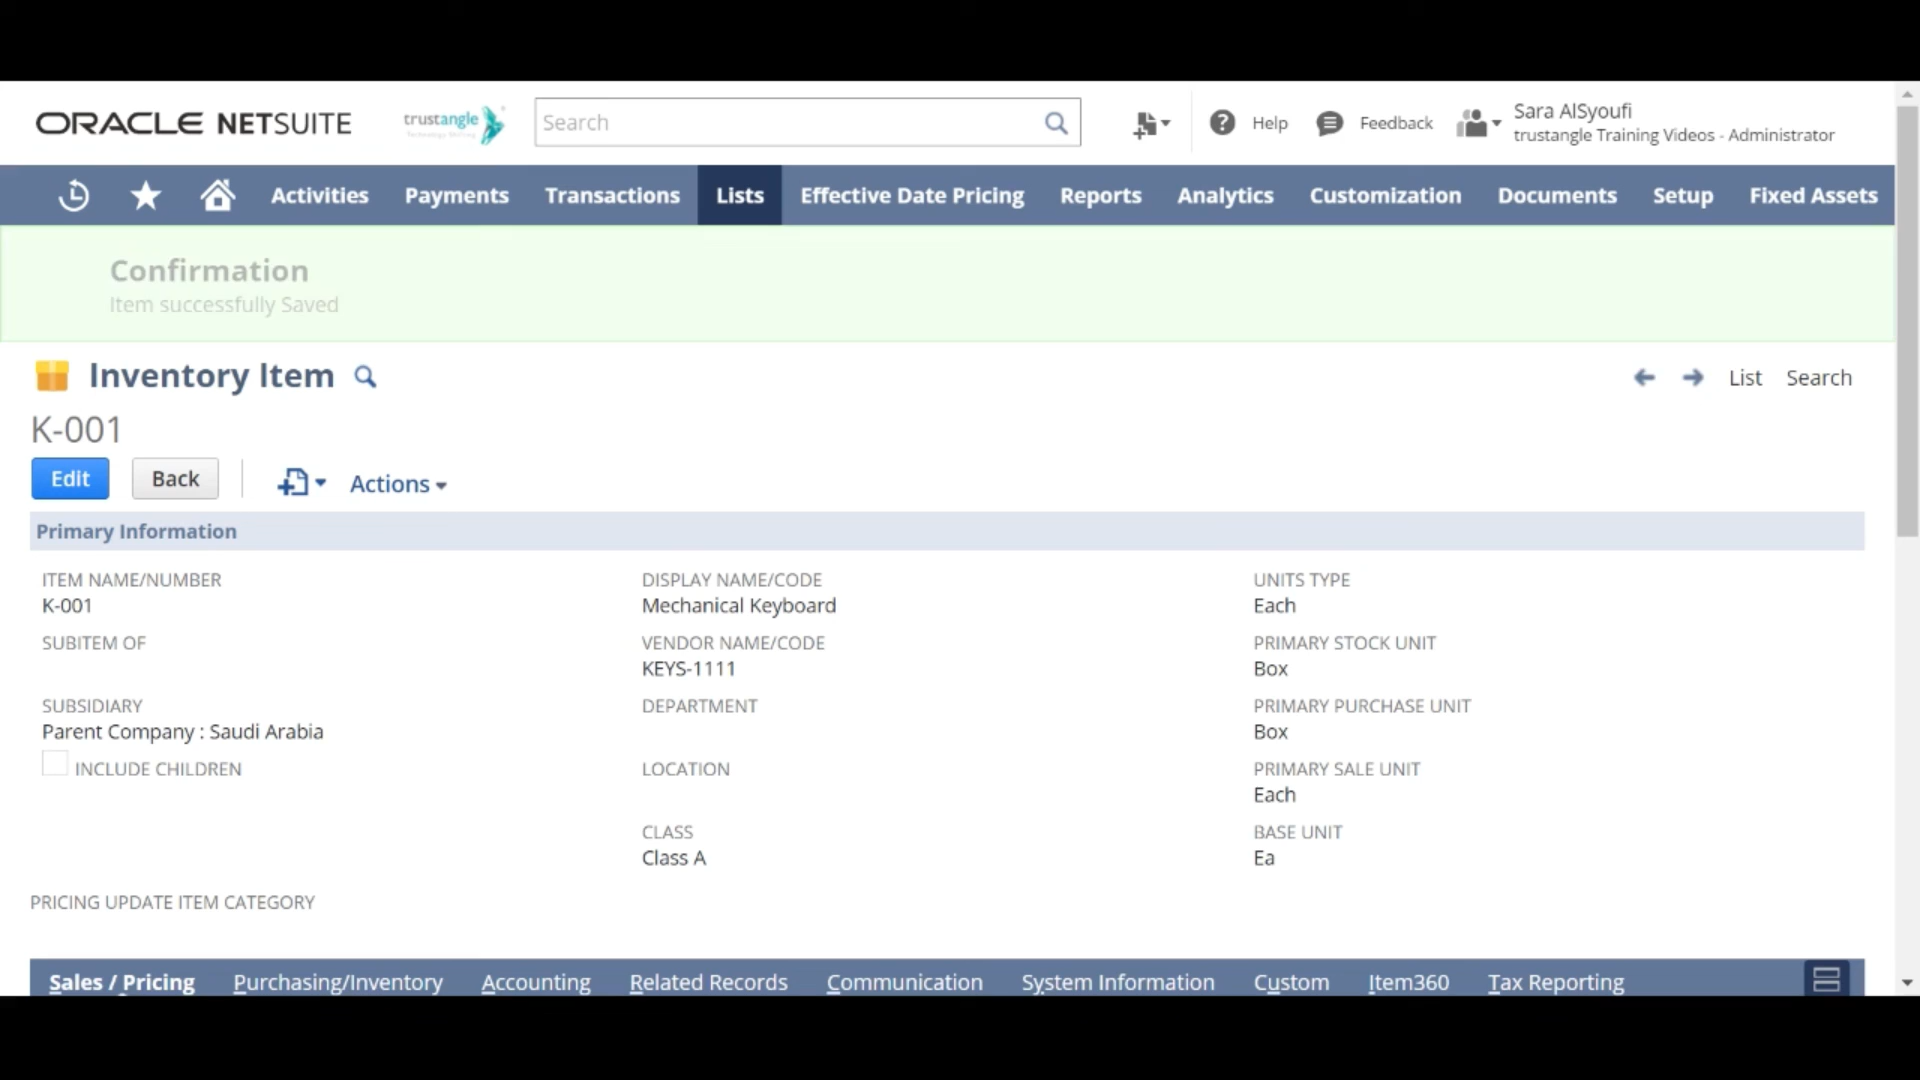 ORACLE NETSUITE
trustangle
Search
Help
Feedback
Sara AlSyoufi
trustangle Training Videos - Administrator
Activities
Payments
Transactions
Lists
Effective Date Pricing
Reports
Analytics
Customization
Documents
Setup
Fixed Assets
Confirmation
Item successfully Saved
Inventory Item
List
Search
K-001
Edit
Back
Actions
Primary Information
ITEM NAME/NUMBER
K-001
SUBITEM OF
SUBSIDIARY
Parent Company : Saudi Arabia
INCLUDE CHILDREN
DISPLAY NAME/CODE
Mechanical Keyboard
VENDOR NAME/CODE
KEYS-1111
DEPARTMENT
LOCATION
CLASS
Class A
UNITS TYPE
Each
PRIMARY STOCK UNIT
Box
PRIMARY PURCHASE UNIT
Box
PRIMARY SALE UNIT
Each
BASE UNIT
Ea
PRICING UPDATE ITEM CATEGORY
Sales / Pricing
Purchasing/Inventory
Accounting
Related Records
Communication
System Information
Custom
Item360
Tax Reporting